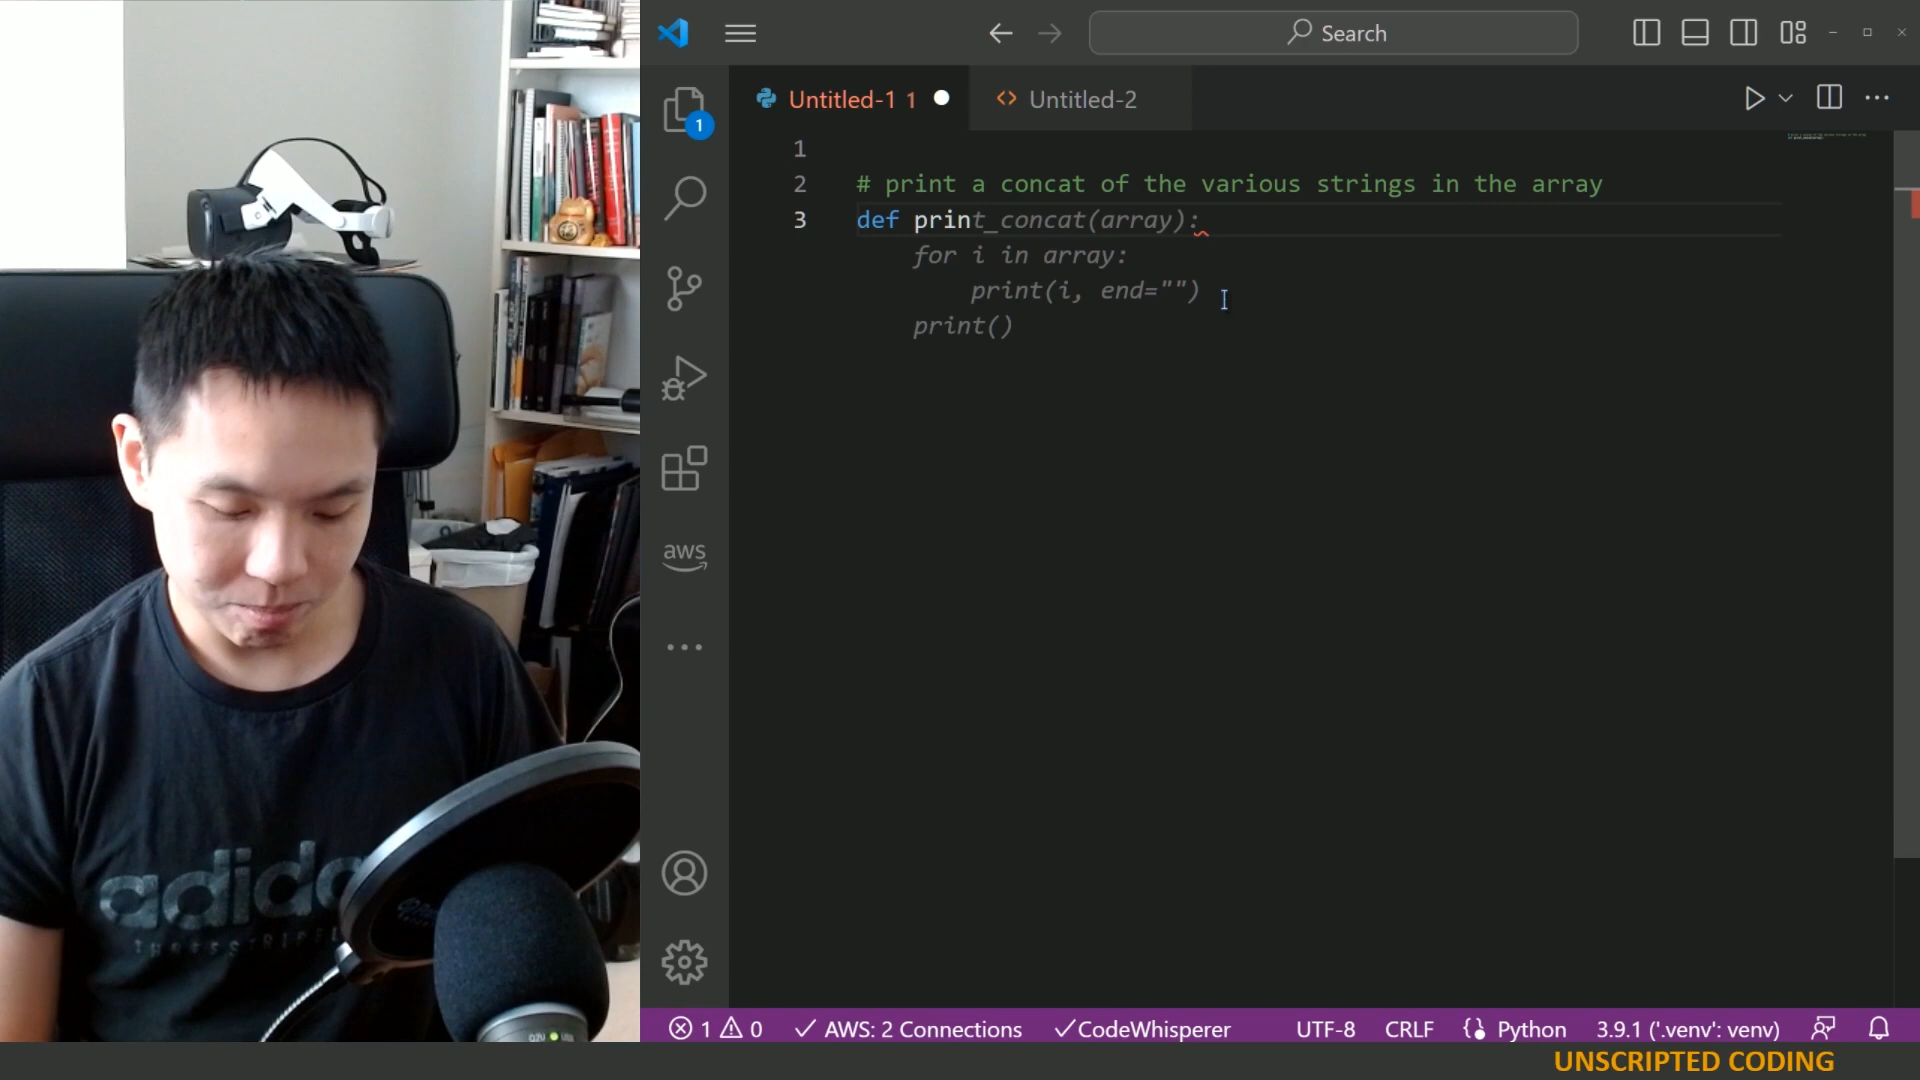 Search
Untitled-1 1
Untitled-2
1
2 # print a concat of the various strings in the array
3 def print_concat(array):
for i in array:
print(i, end="")
print()
1
aws
adidas
1 0 AWS: 2 Connections CodeWhisperer UTF-8 CRLF Python 3.9.1 ('.venv': venv)
UNSCRIPTED CODING